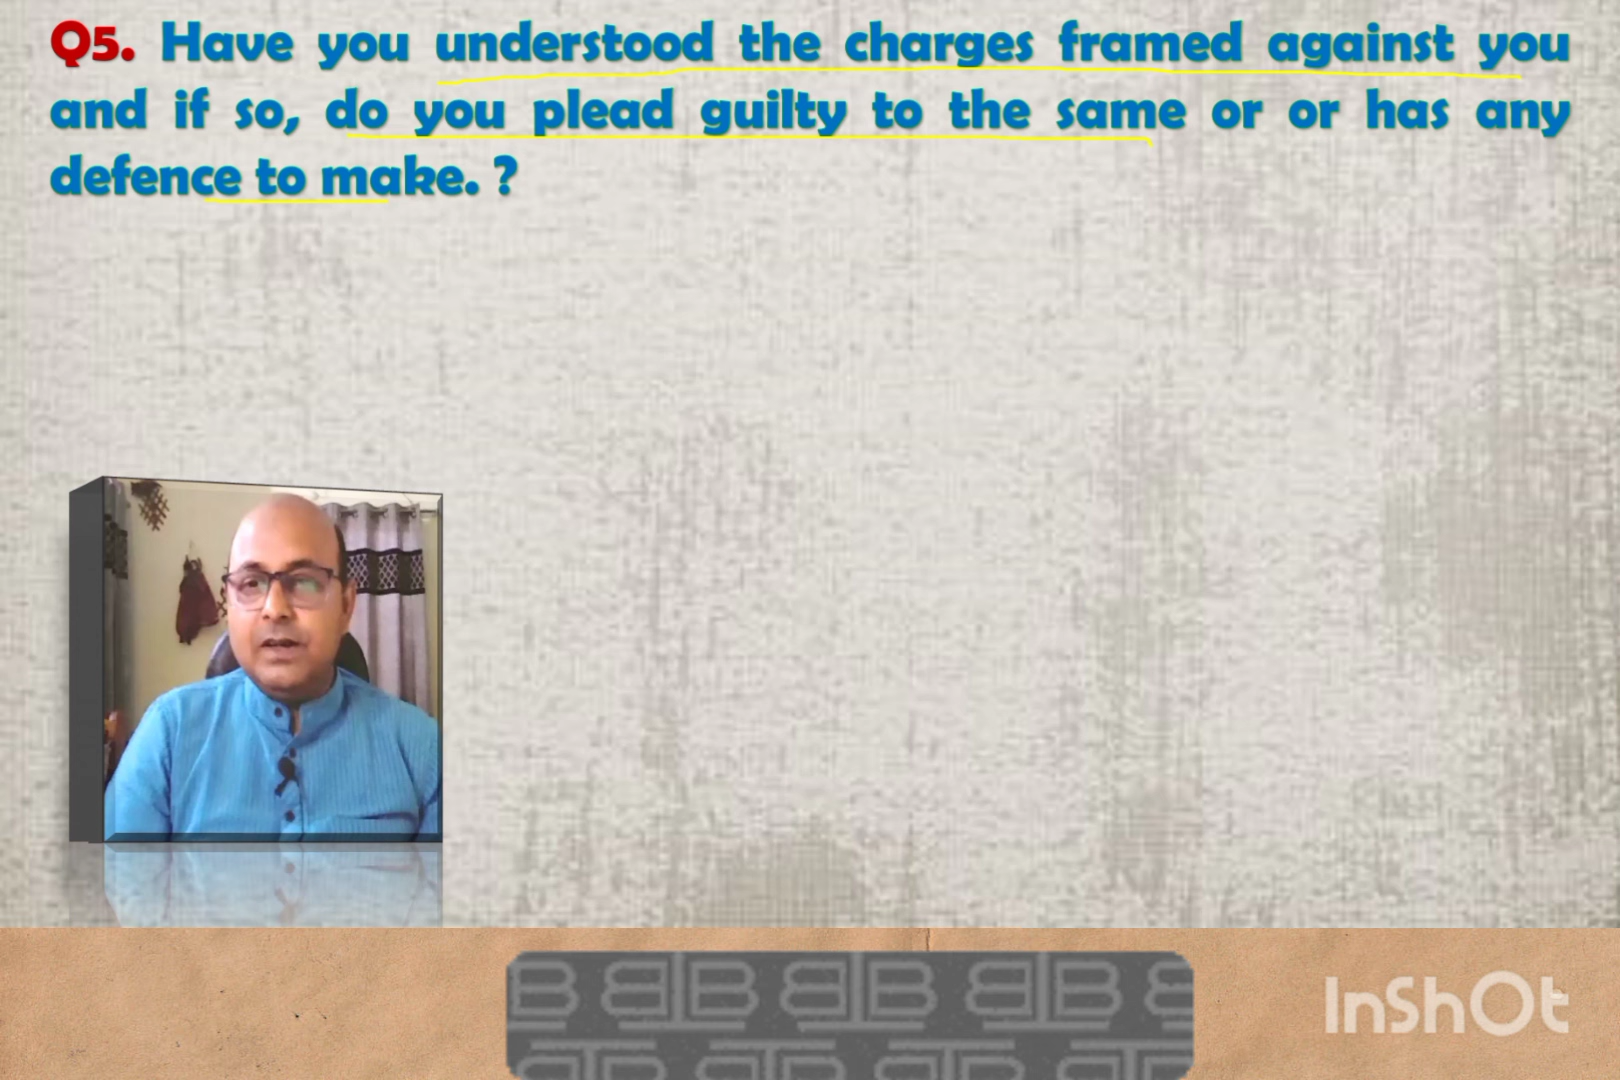 Q5. Have you understood the charges framed against you
and if so, do you plead guilty to the same or or has any
defence to make. ?
InShOt